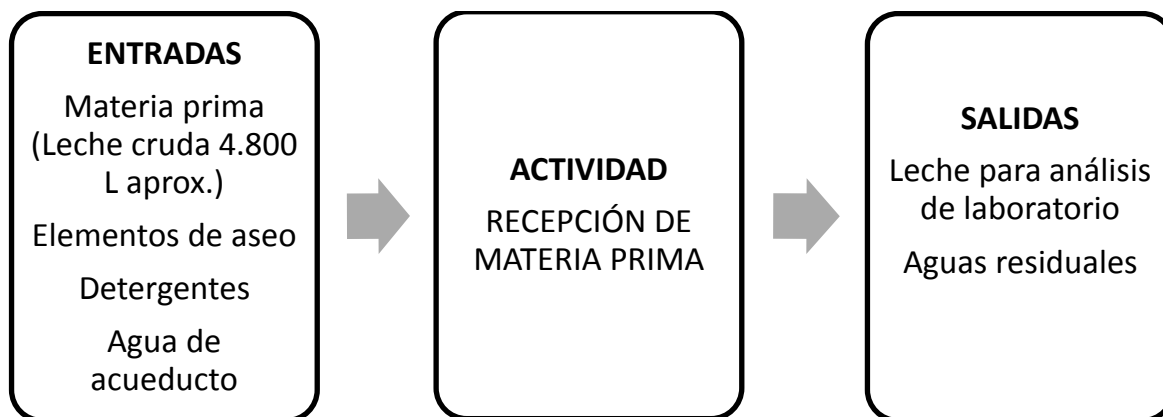 ENTRADAS
Materia prima
(Leche cruda 4.800
L aprox.)
Elementos de aseo
Detergentes
Agua de
acueducto
ACTIVIDAD
RECEPCIÓN DE
MATERIA PRIMA
SALIDAS
Leche para análisis
de laboratorio
Aguas residuales